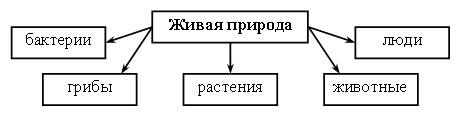 Живая природа
бактерии
люди
грибы
растения
животные